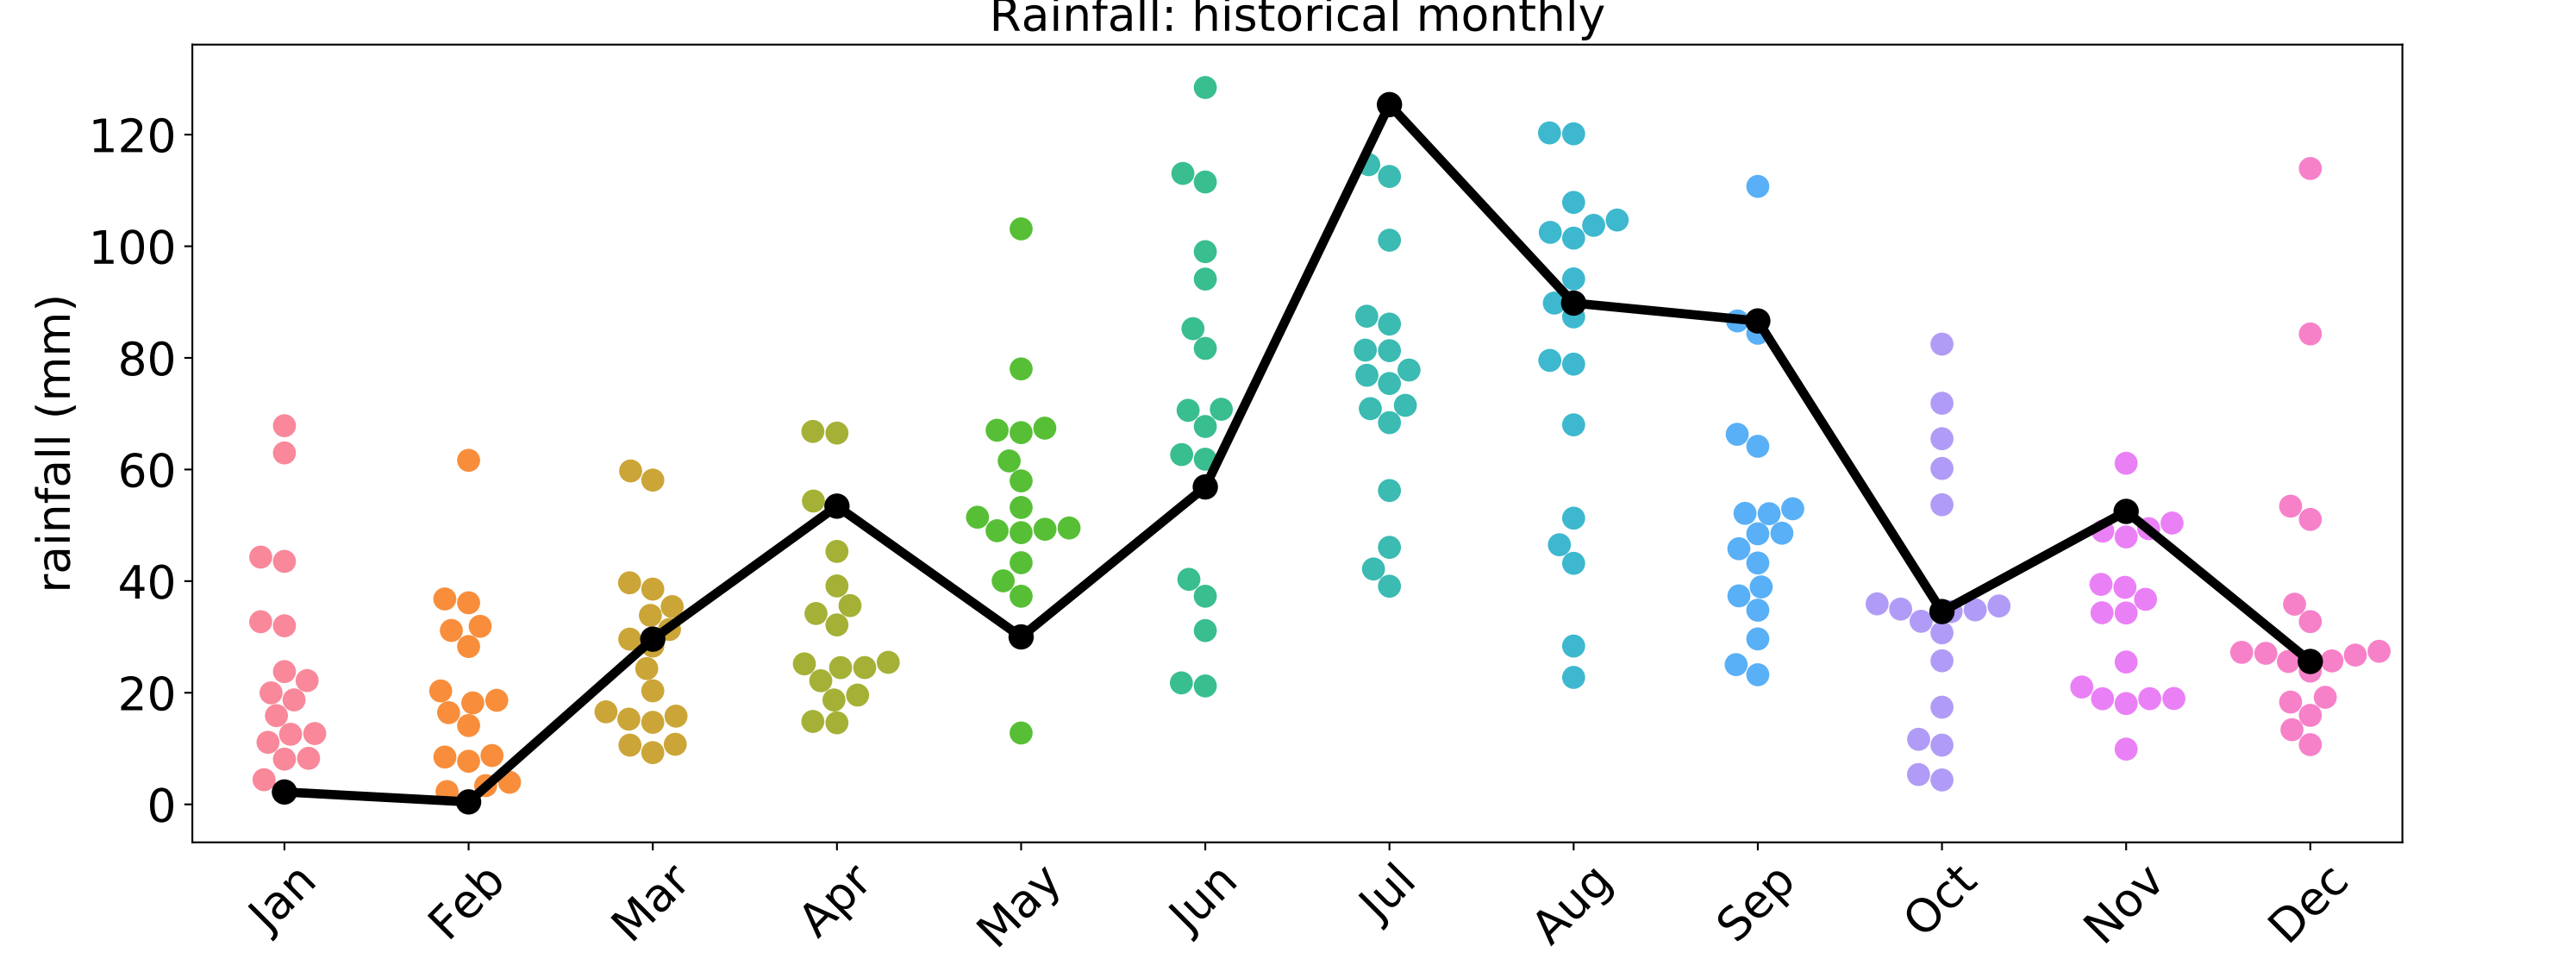 Rainfall: historical monthly
rainfall (mm)
120
100
80
60
40
20
0
Jan
Feb
Mar
Apr
May
Jun
Jul
Aug
Sep
Oct
Nov
Dec